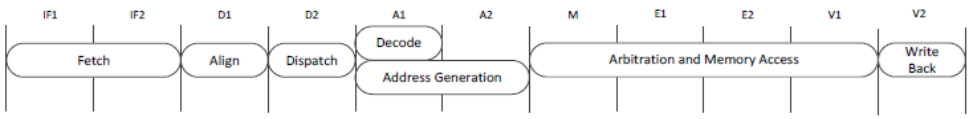 IF1 IF2 D1 D2 A1 A2 M E1 E2 V1 V2
Fetch Align Dispatch Decode Address Generation Arbitration and Memory Access Write Back